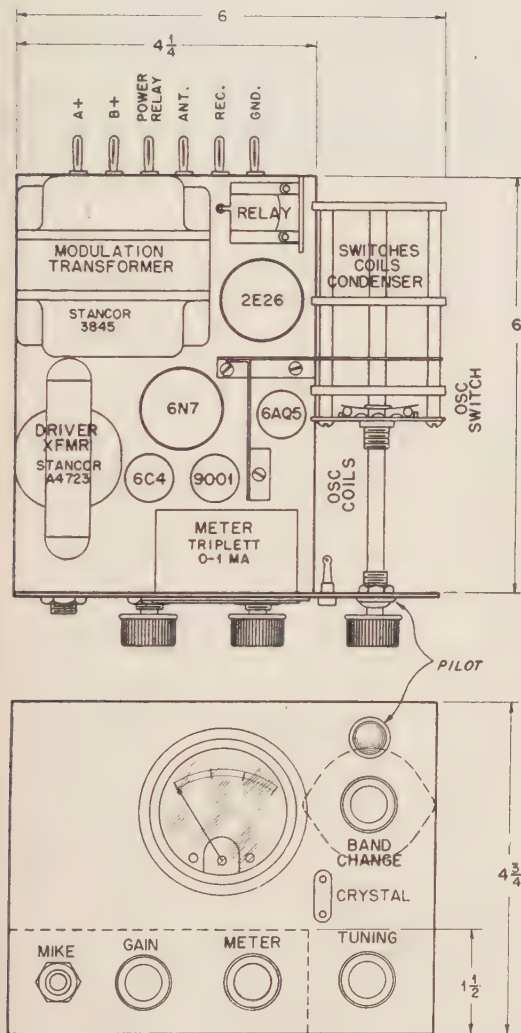 6
4 1/4
A+
B+
POWER
RELAY
ANT.
REC.
GND.
RELAY
MODULATION
TRANSFORMER
STANCOR
3845
SWITCHES
COILS
CONDENSER
2E26
6
6N7
6AQ5
OSC
SWITCH
DRIVER
XFMR
STANCOR
A4723
6C4
9001
OSC
COILS
METER
TRIPLETT
0-1 MA
PILOT
BAND
CHANGE
4 3/4
CRYSTAL
MIKE
GAIN
METER
TUNING
1 1/2